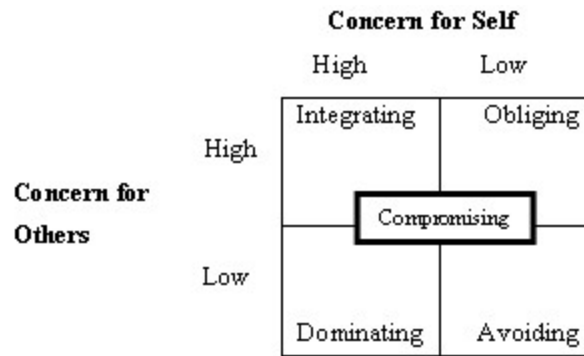 Concern for Self
High Low
Integrating Obliging
High
Concern for
Others
Compromising
Low
Dominating Avoiding